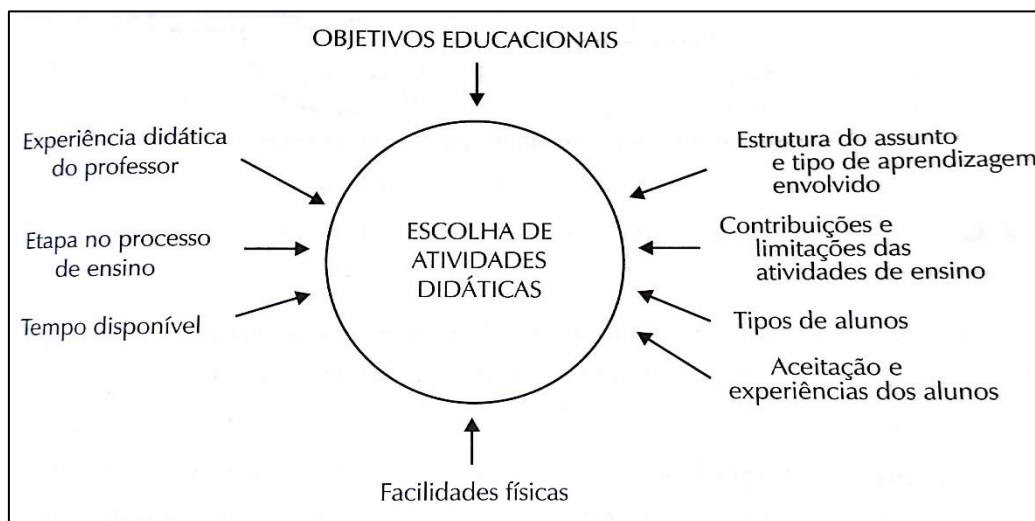 OBJETIVOS EDUCACIONAIS
Experiência didática
do professor
Etapa no processo
de ensino
Tempo disponível
ESCOLHA DE
ATIVIDADES
DIDÁTICAS
Estrutura do assunto
e tipo de aprendizagem
envolvido
Contribuições e
limitações das
atividades de ensino
Tipos de alunos
Aceitação e
experiências dos alunos
Facilidades físicas